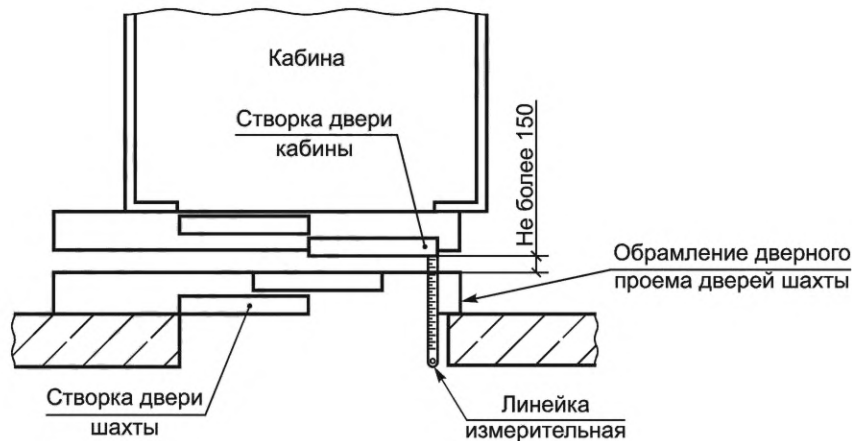 Кабина
Створка двери
кабины
Не более 150
Обрамление дверного
проема дверей шахты
Створка двери
шахты
Линейка
измерительная